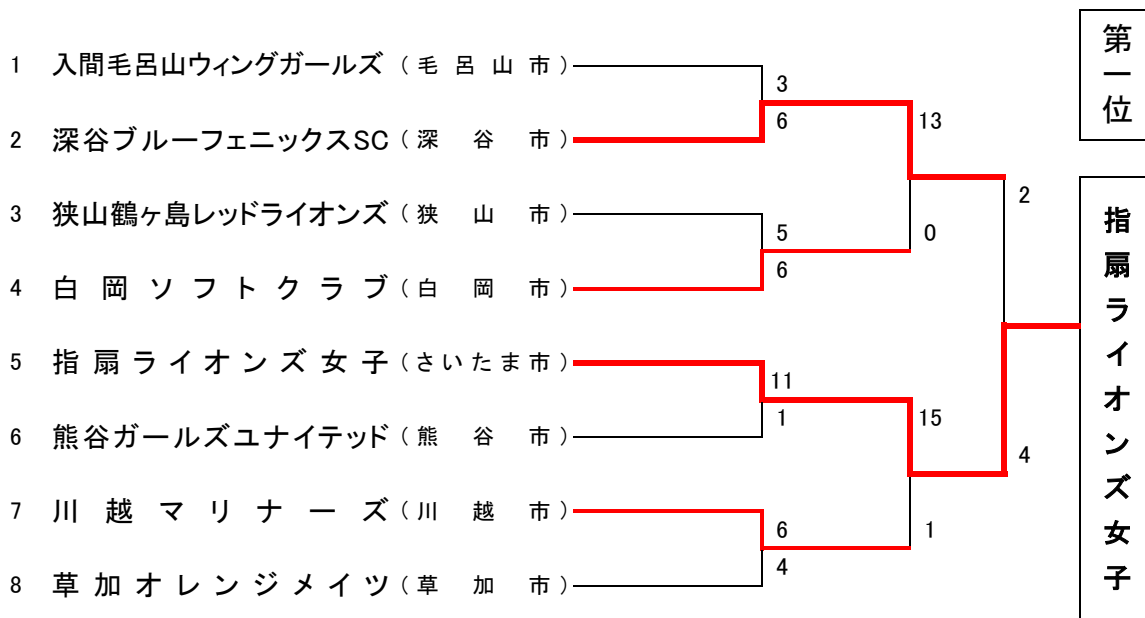 1 入間毛呂山ウィングガールズ (毛呂山市)
2 深谷ブルーフェニックスSC (深谷市)
3 狭山鶴ヶ島レッドライオンズ (狭山市)
4 白岡ソフトクラブ (白岡市)
5 指扇ライオンズ女子 (さいたま市)
6 熊谷ガールズユナイテッド (熊谷市)
7 川越マリナーズ (川越市)
8 草加オレンジメイツ (草加市)
3
6
5
6
11
1
6
4
13
0
15
1
2
4
第一位
指扇ライオンズ女子